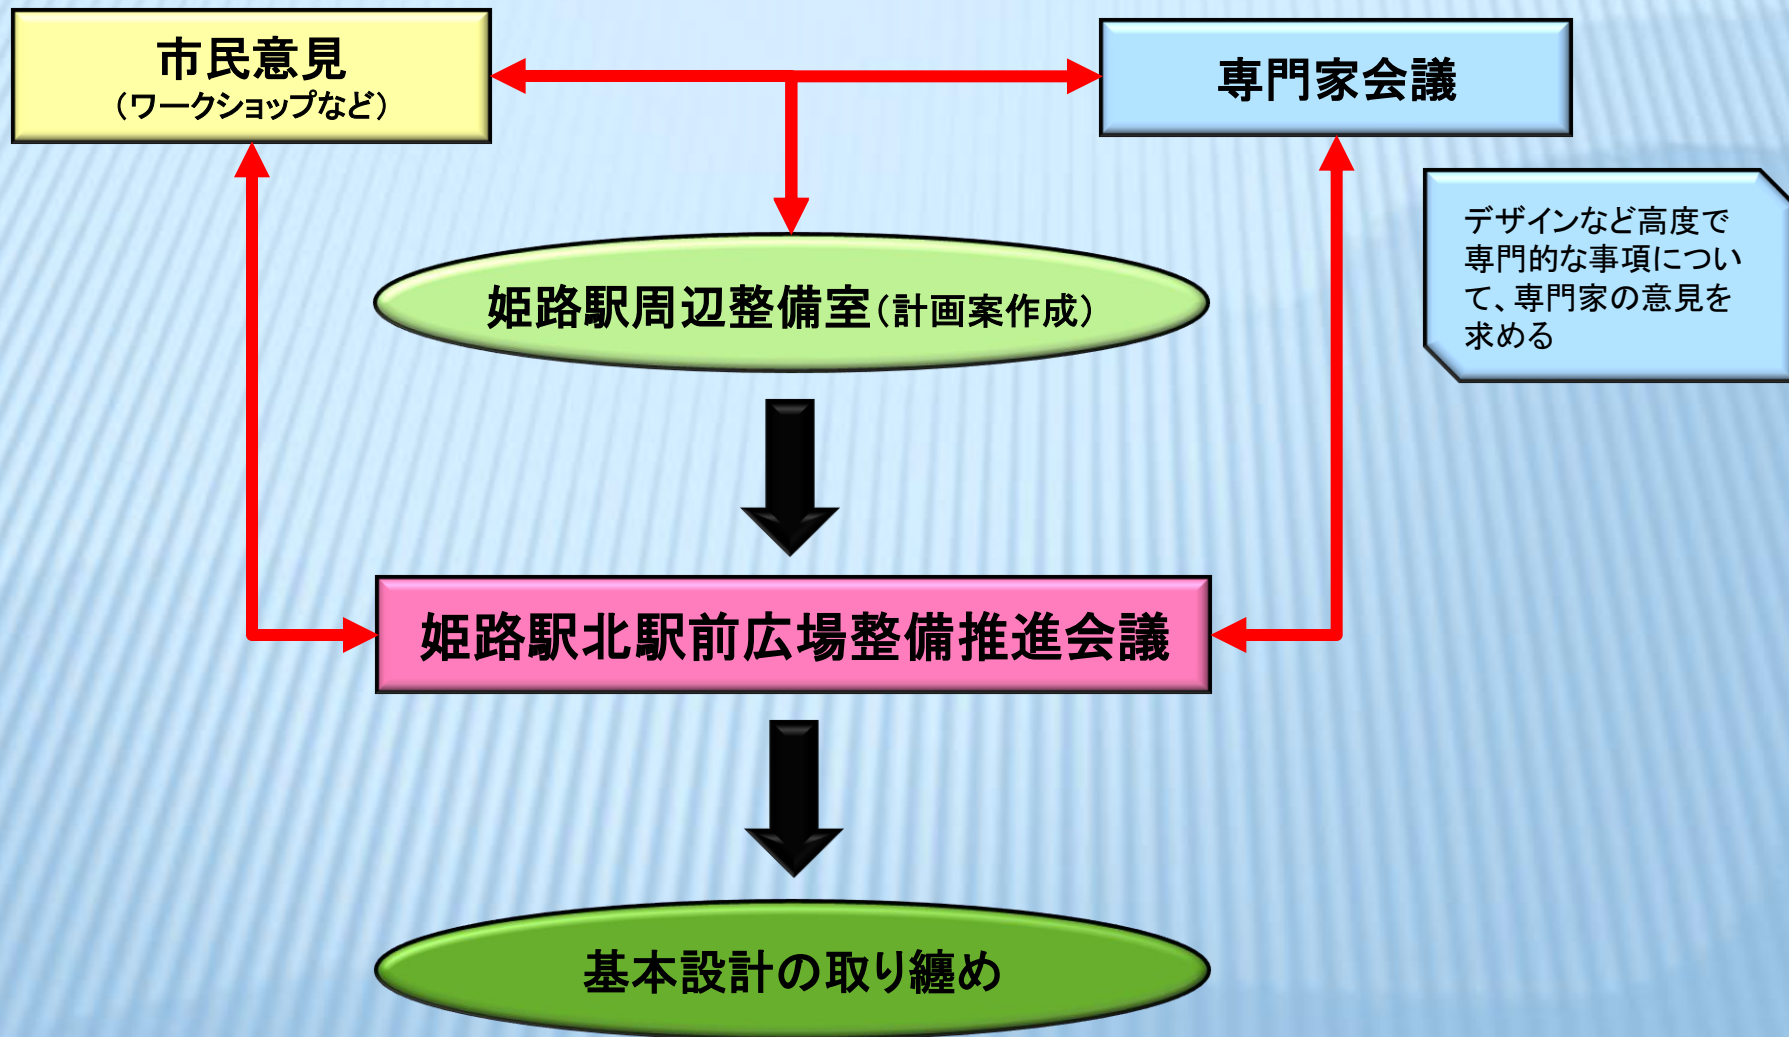 市民意見
（ワークショップなど）
専門家会議
デザインなど高度で
専門的な事項につい
て、専門家の意見を
求める
姫路駅周辺整備室（計画案作成）
姫路駅北駅前広場整備推進会議
基本設計の取り纏め